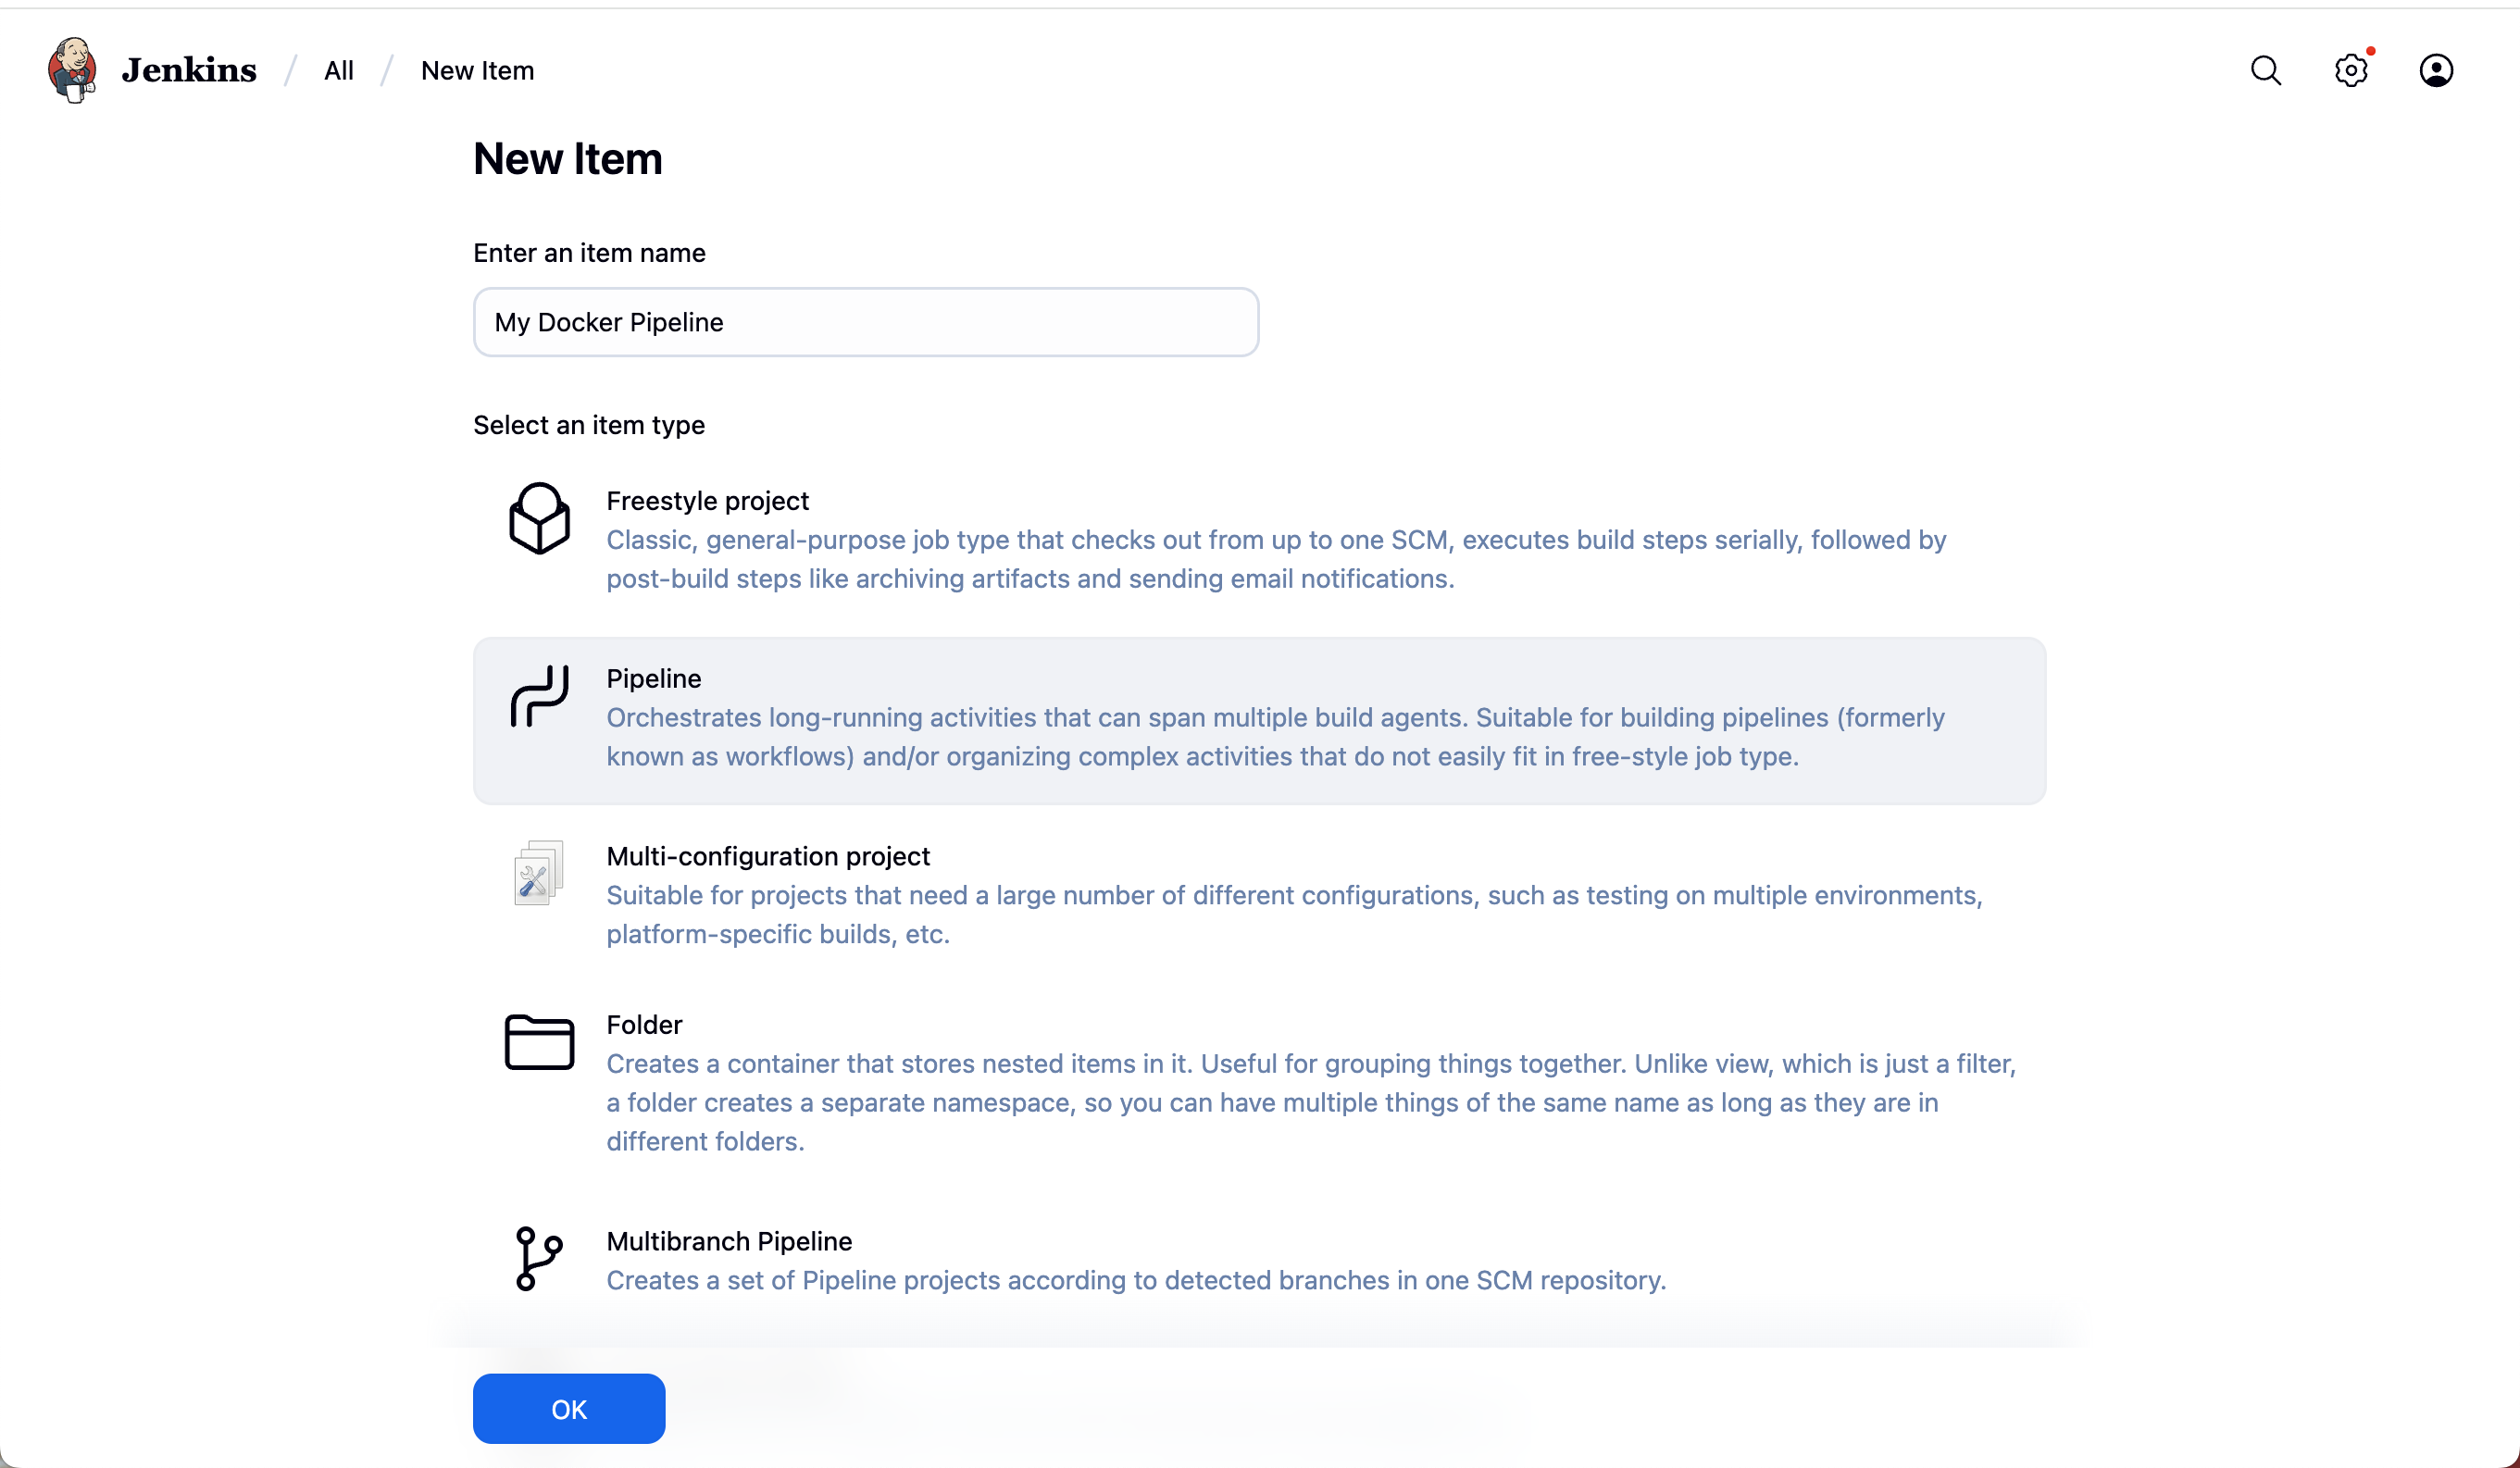 Jenkins / All / New Item
New Item
Enter an item name
My Docker Pipeline
Select an item type
Freestyle project
Classic, general-purpose job type that checks out from up to one SCM, executes build steps serially, followed by
post-build steps like archiving artifacts and sending email notifications.
Pipeline
Orchestrates long-running activities that can span multiple build agents. Suitable for building pipelines (formerly
known as workflows) and/or organizing complex activities that do not easily fit in free-style job type.
Multi-configuration project
Suitable for projects that need a large number of different configurations, such as testing on multiple environments,
platform-specific builds, etc.
Folder
Creates a container that stores nested items in it. Useful for grouping things together. Unlike view, which is just a filter,
a folder creates a separate namespace, so you can have multiple things of the same name as long as they are in
different folders.
Multibranch Pipeline
Creates a set of Pipeline projects according to detected branches in one SCM repository.
OK